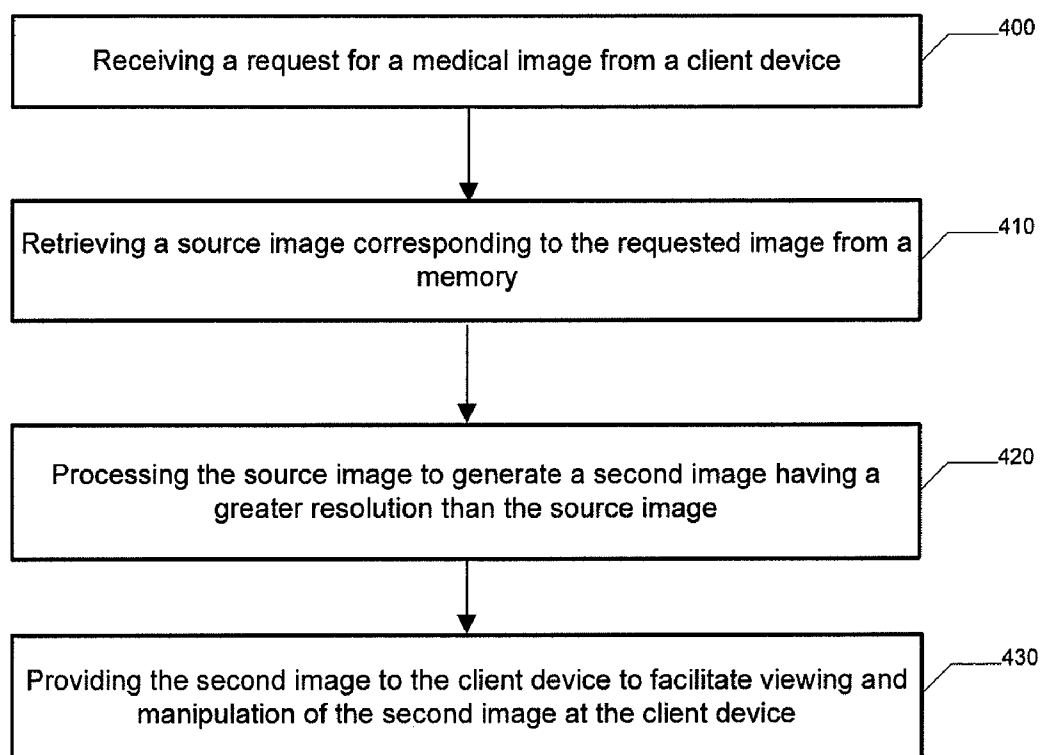 400
Receiving a request for a medical image from a client device
410
Retrieving a source image corresponding to the requested image from a
memory
420
Processing the source image to generate a second image having a
greater resolution than the source image
430
Providing the second image to the client device to facilitate viewing and
manipulation of the second image at the client device